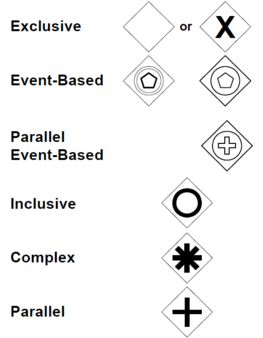 Exclusive or X
Event-Based
Parallel
Event-Based
Inclusive
Complex
Parallel